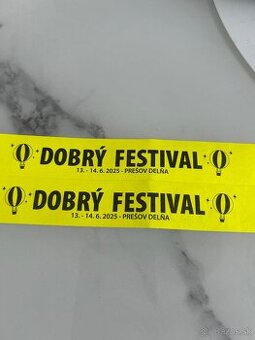 DOBRÝ FESTIVAL
13. - 14. 6. 2025 - PREŠOV DELŇA
DOBRÝ FESTIVAL
13. - 14. 6. 2025 - PREŠOV DELŇA